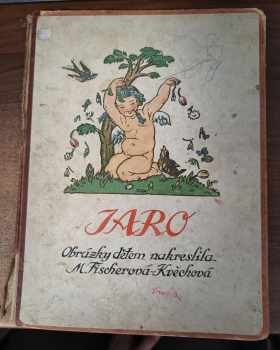 JARO
Obrázky dětem nakreslila
M. Fischerová-Kvěchová